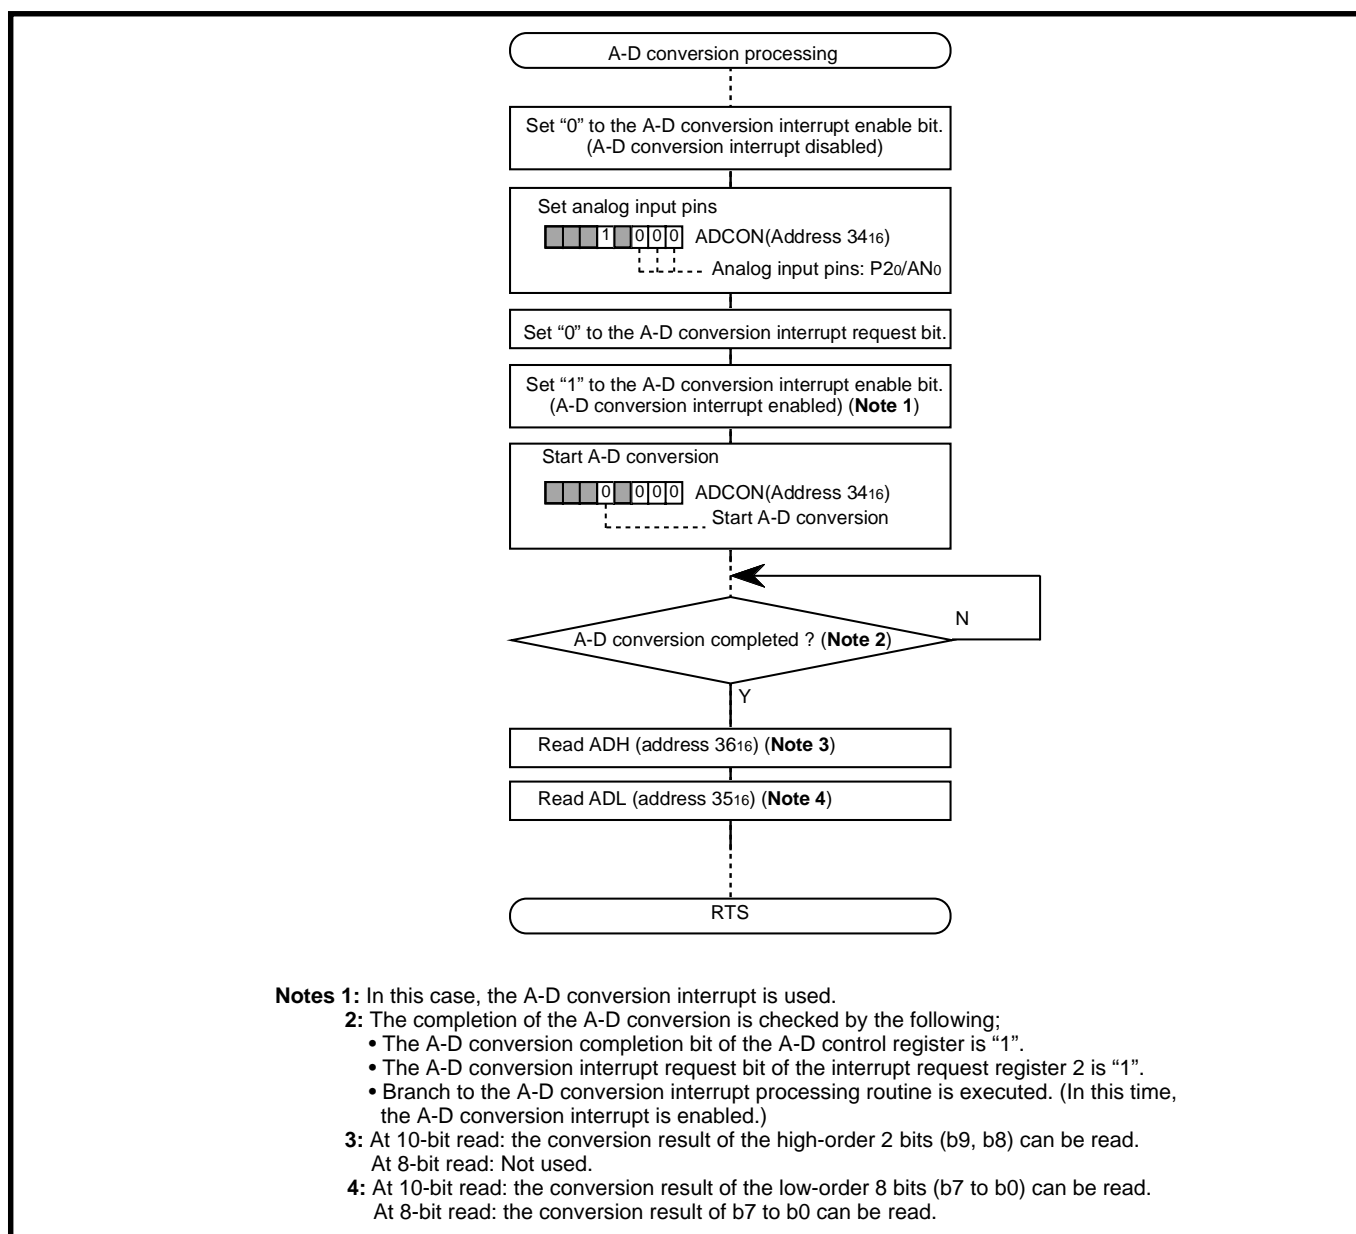 A-D conversion processing
Set “0” to the A-D conversion interrupt enable bit.
(A-D conversion interrupt disabled)
Set analog input pins
1 0 0 0 ADCON(Address 3416)
Analog input pins: P20/AN0
Set “0” to the A-D conversion interrupt request bit.
Set “1” to the A-D conversion interrupt enable bit.
(A-D conversion interrupt enabled) (Note 1)
Start A-D conversion
0 0 0 0 ADCON(Address 3416)
Start A-D conversion
N
A-D conversion completed ? (Note 2)
Y
Read ADH (address 3616) (Note 3)
Read ADL (address 3516) (Note 4)
RTS
Notes 1: In this case, the A-D conversion interrupt is used.
2: The completion of the A-D conversion is checked by the following;
• The A-D conversion completion bit of the A-D control register is “1”.
• The A-D conversion interrupt request bit of the interrupt request register 2 is “1”.
• Branch to the A-D conversion interrupt processing routine is executed. (In this time,
the A-D conversion interrupt is enabled.)
3: At 10-bit read: the conversion result of the high-order 2 bits (b9, b8) can be read.
At 8-bit read: Not used.
4: At 10-bit read: the conversion result of the low-order 8 bits (b7 to b0) can be read.
At 8-bit read: the conversion result of b7 to b0 can be read.